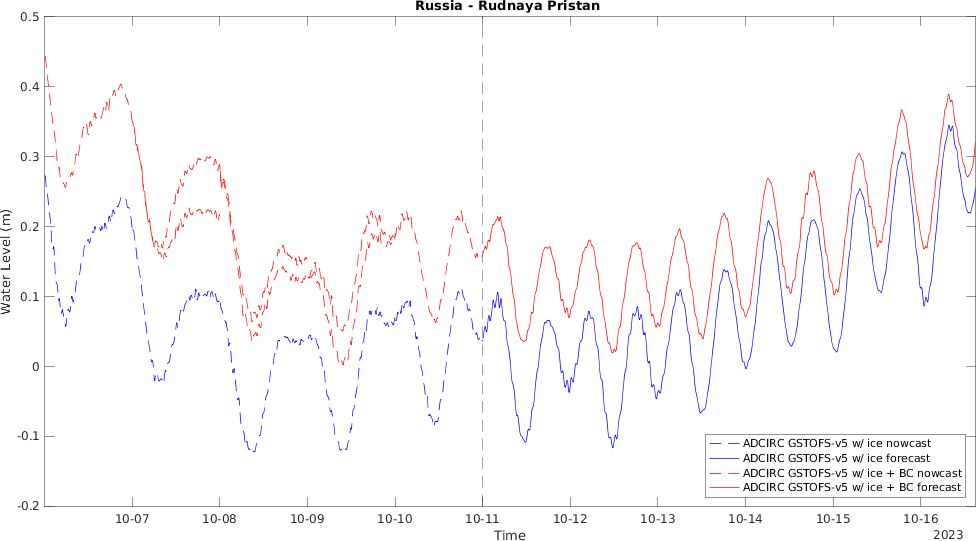 Russia - Rudnaya Pristan
0.5
0.4
0.3
0.2
0.1
0
-0.1
-0.2
Water Level (m)
10-07 10-08 10-09 10-10 10-11 10-12 10-13 10-14 10-15 10-16
Time
2023
ADCIRC GSTOFS-v5 w/ ice nowcast
ADCIRC GSTOFS-v5 w/ ice forecast
ADCIRC GSTOFS-v5 w/ ice + BC nowcast
ADCIRC GSTOFS-v5 w/ ice + BC forecast